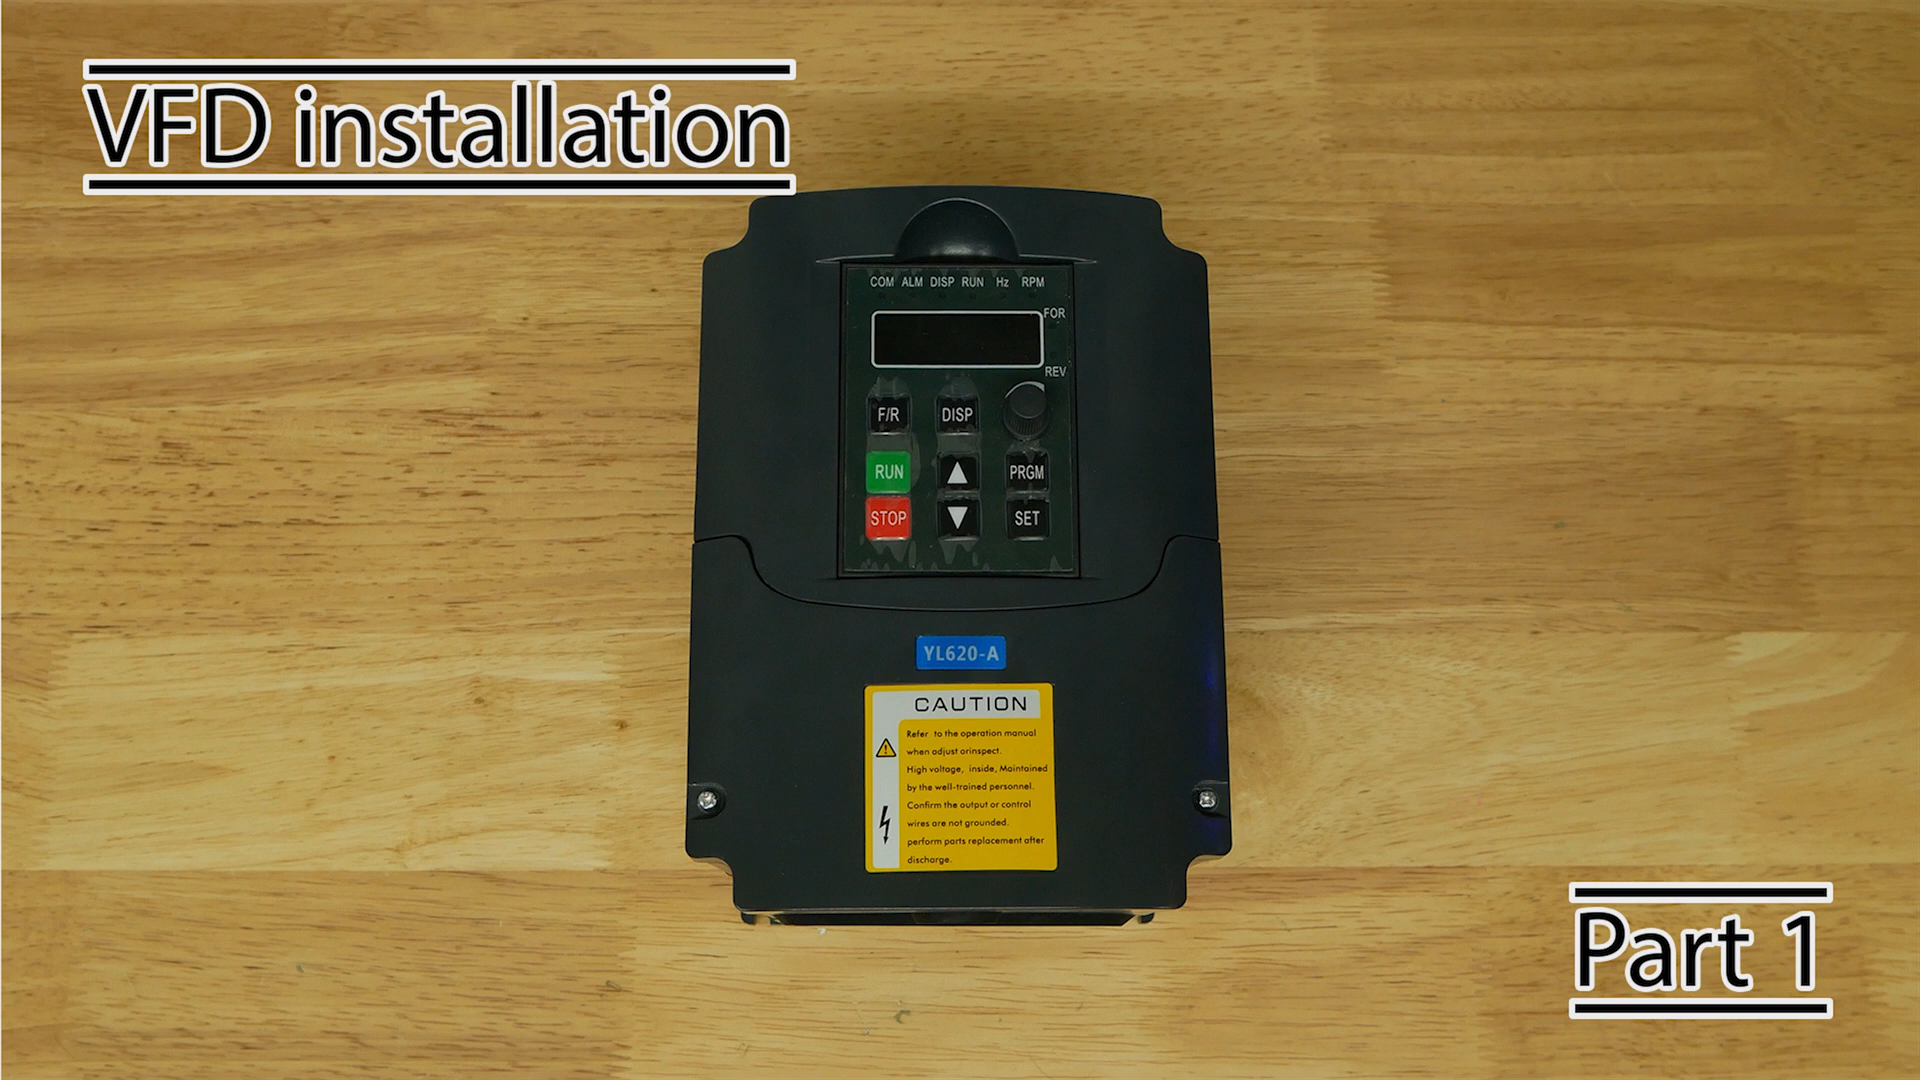 VFD installation
COM ALM DISP RUN Hz RPM
FOR
REV
F/R DISP
RUN PRGM
STOP SET
YL620-A
CAUTION
Refer to the operation manual
when adjust orinspect.
High voltage, inside, Maintained
by the well-trained personnel.
Confirm the output or control
wires are not grounded.
perform parts replacement after
discharge.
Part 1